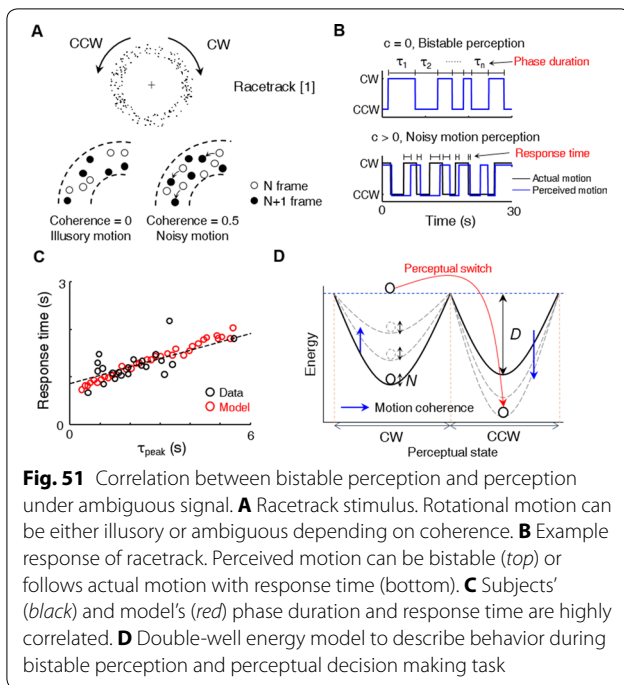 A
CCW
CW
Racetrack [1]
Coherence = 0
Illusory motion
Coherence = 0.5
Noisy motion
N frame
N+1 frame
B
c = 0, Bistable perception
τ1 τ2 ...... τn Phase duration
CW
CCW
c > 0, Noisy motion perception
Response time
CW
CCW
Actual motion
Perceived motion
0 Time (s) 30
C
3
Response time (s)
Data
Model
0 τpeak (s) 6
D
Perceptual switch
Energy
D
N
Motion coherence
CW CCW
Perceptual state
Fig. 51 Correlation between bistable perception and perception
under ambiguous signal. A Racetrack stimulus. Rotational motion can
be either illusory or ambiguous depending on coherence. B Example
response of racetrack. Perceived motion can be bistable (top) or
follows actual motion with response time (bottom). C Subjects'
(black) and model's (red) phase duration and response time are highly
correlated. D Double-well energy model to describe behavior during
bistable perception and perceptual decision making task